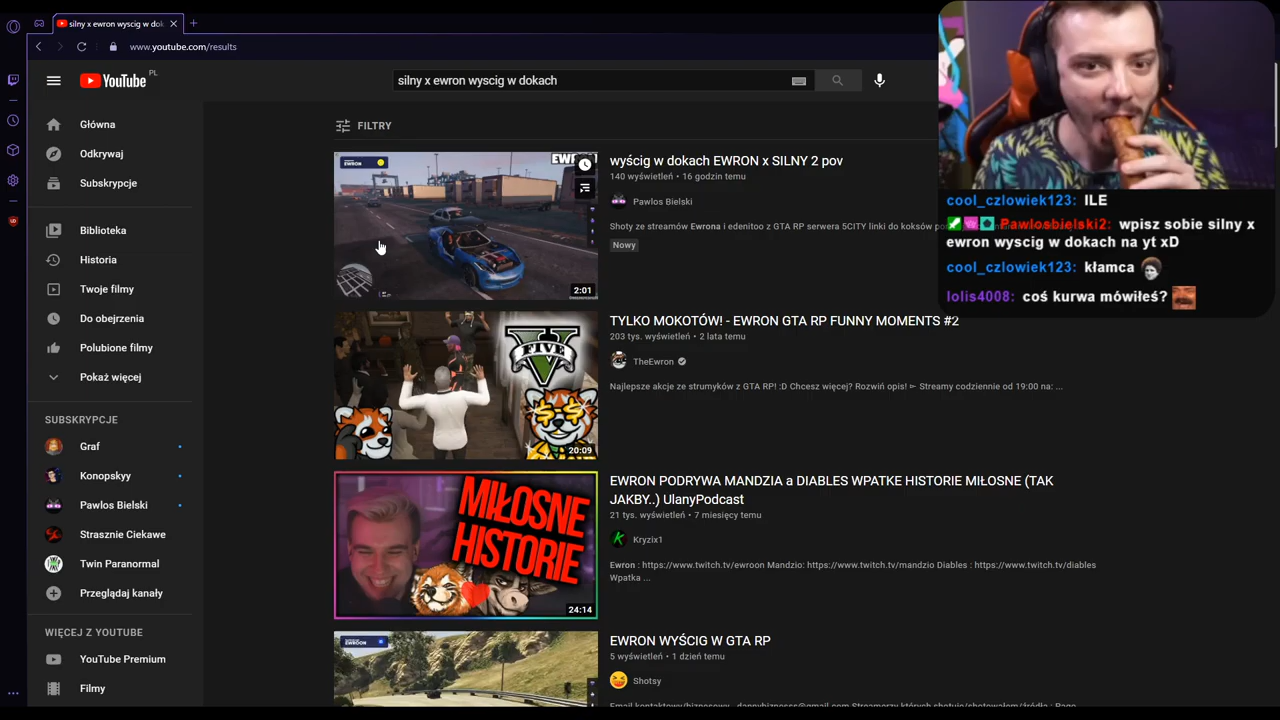 silny x ewron wyscig w dok
www.youtube.com/results
YouTube PL
silny x ewron wyscig w dokach
FILTRY
Główna
Odkrywaj
Subskrypcje
Biblioteka
Historia
Twoje filmy
Do obejrzenia
Polubione filmy
Pokaż więcej
SUBSKRYPCJE
Graf
Konopskyy
Pawlos Bielski
Strasznie Ciekawe
Twin Paranormal
Przeglądaj kanały
WIĘCEJ Z YOUTUBE
YouTube Premium
Filmy
2:01
wyścig w dokach EWRON x SILNY 2 pov
140 wyświetleń • 16 godzin temu
Pawlos Bielski
Shoty ze streamów Ewrona i edenitoo z GTA RP serwera 5CITY linki do koksów
Nowy
FIVE
20:09
TYLKO MOKOTÓW! - EWRON GTA RP FUNNY MOMENTS #2
203 tys. wyświetleń • 2 lata temu
TheEwron
Najlepsze akcje ze strumyków z GTA RP! :D Chcesz więcej? Rozwiń opis! ► Streamy codziennie od 19:00 na: ...
MIŁOSNE
HISTORIE
24:14
EWRON PODRYWA MANDZIA a DIABLES WPATKE HISTORIE MIŁOSNE (TAK
JAKBY..) UlanyPodcast
21 tys. wyświetleń • 7 miesięcy temu
Kryzix1
Ewron : https://www.twitch.tv/ewroon Mandzio: https://www.twitch.tv/mandzio Diables : https://www.twitch.tv/diables
Wpatka ...
EWRON WYŚCIG W GTA RP
5 wyświetleń • 1 dzień temu
Shotsy
cool_czlowiek123: ILE
Pawlosbielski2: wpisz sobie silny x
ewron wyscig w dokach na yt xD
cool_czlowiek123: kłamca
lolis4008: coś kurwa mówiłeś?